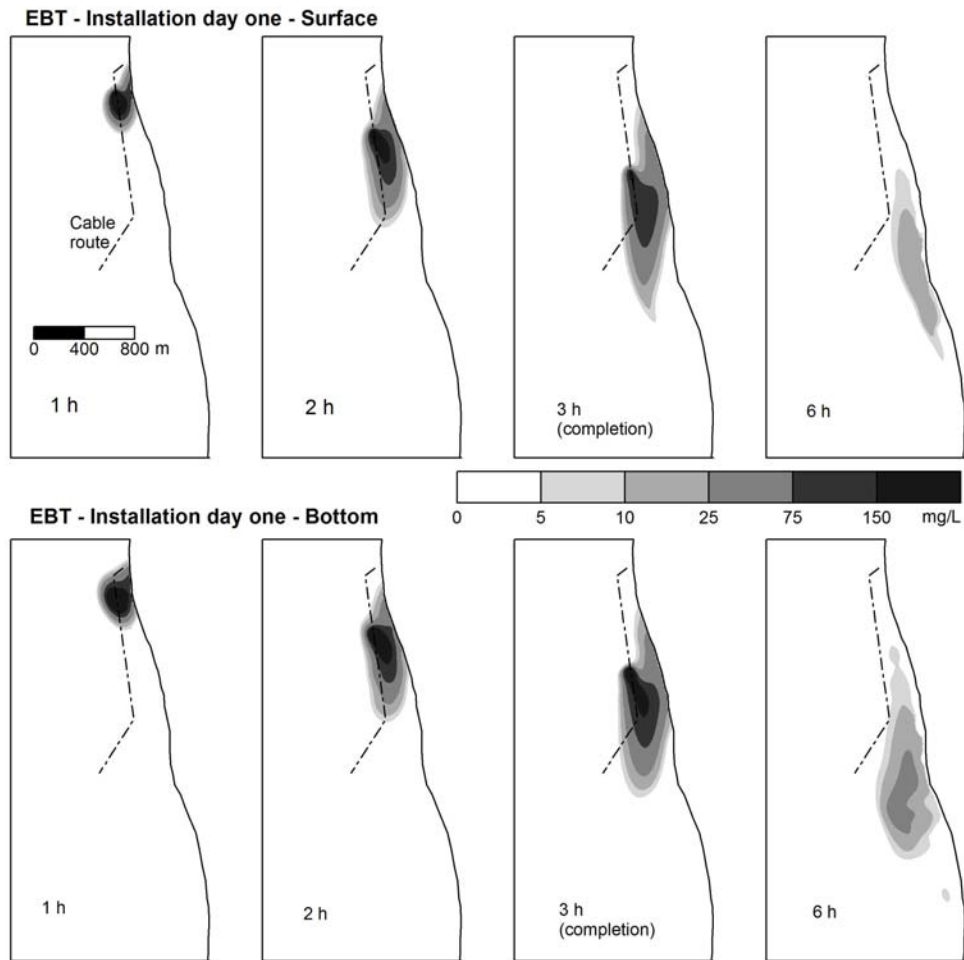 EBT - Installation day one - Surface
Cable
route
0 400 800 m
1 h
2 h
3 h
(completion)
6 h
0 5 10 25 75 150 mg/L
EBT - Installation day one - Bottom
1 h
2 h
3 h
(completion)
6 h